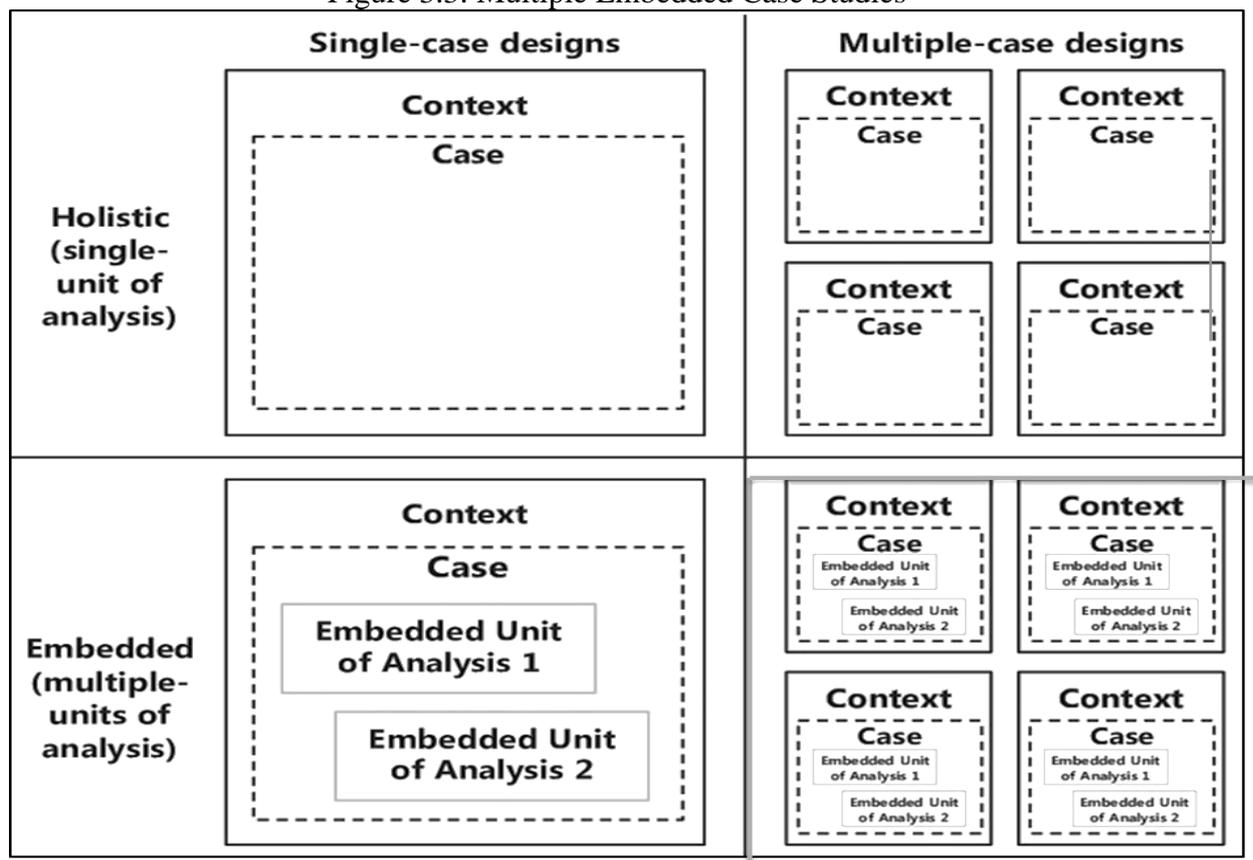 Figure 3.3: Multiple Embedded Case Studies
Single-case designs
Multiple-case designs
Holistic
(single-
unit of
analysis)
Context
Case
Context
Case
Context
Case
Context
Case
Context
Case
Embedded
(multiple-
units of
analysis)
Context
Case
Embedded Unit
of Analysis 1
Embedded Unit
of Analysis 2
Context
Case
Embedded Unit
of Analysis 1
Embedded Unit
of Analysis 2
Context
Case
Embedded Unit
of Analysis 1
Embedded Unit
of Analysis 2
Context
Case
Embedded Unit
of Analysis 1
Embedded Unit
of Analysis 2
Context
Case
Embedded Unit
of Analysis 1
Embedded Unit
of Analysis 2